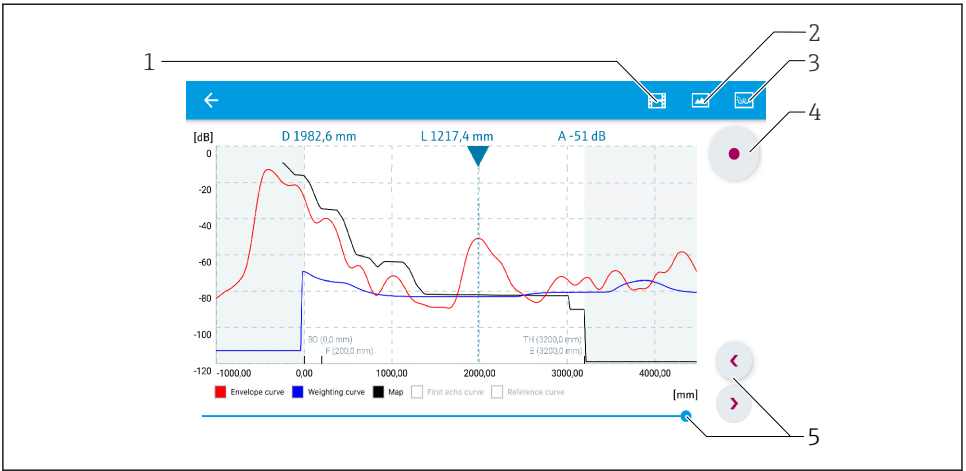 1
2
3
4
[dB]
D 1982,6 mm
L 1217,4 mm
A -51 dB
0
-20
-40
-60
-80
-100
-120
BD (0,0 mm)
F (200,0 mm)
TH (3200,0 mm)
E (3200,0 mm)
-1000,00
0,00
1000,00
2000,00
3000,00
4000,00
Envelope curve
Weighting curve
Map
First echo curve
Reference curve
[mm]
5